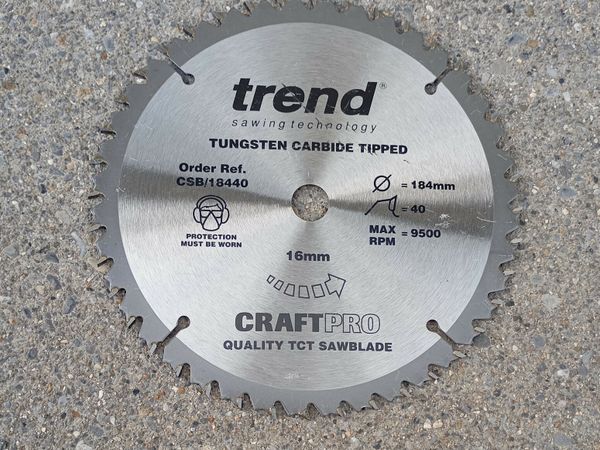 trend®
sawing technology
TUNGSTEN CARBIDE TIPPED
Order Ref.
CSB/18440
PROTECTION
MUST BE WORN
Ø = 184mm
= 40
MAX
RPM = 9500
16mm
CRAFTPRO
QUALITY TCT SAWBLADE